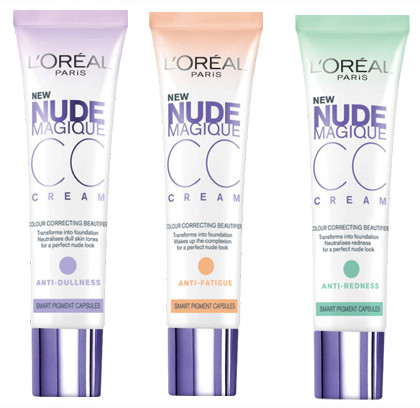 L'ORÉAL
PARIS
NEW
NUDE
MAGIQUE
CC
CREAM
COLOUR CORRECTING BEAUTIFIER
Transforms into foundation
Neutralises dull skin tones
for a perfect nude look
ANTI-DULLNESS
SMART PIGMENT CAPSULES
L'ORÉAL
PARIS
NEW
NUDE
MAGIQUE
CC
CREAM
COLOUR CORRECTING BEAUTIFIER
Transforms into foundation
Wakes up the complexion
for a perfect nude look
ANTI-FATIGUE
SMART PIGMENT CAPSULES
L'ORÉAL
PARIS
NEW
NUDE
MAGIQUE
CC
CREAM
COLOUR CORRECTING BEAUTIFIER
Transforms into foundation
Neutralises redness
for a perfect nude look
ANTI-REDNESS
SMART PIGMENT CAPSULES